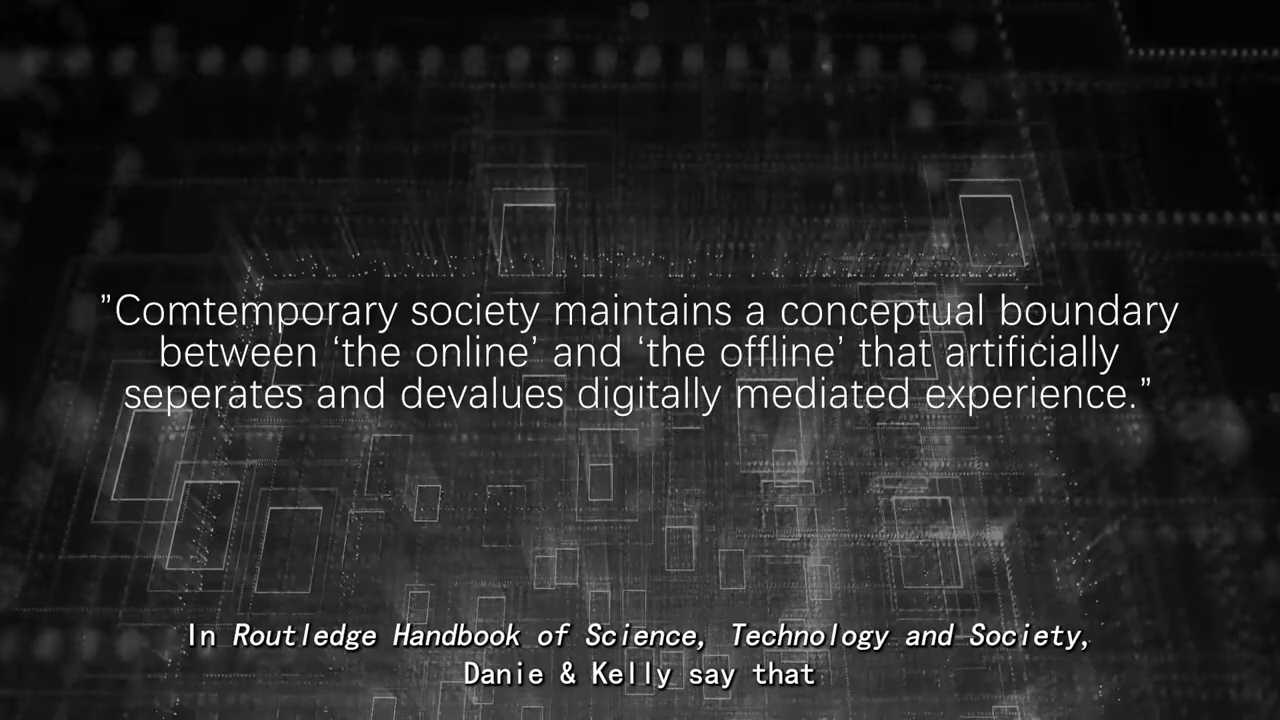 ”Comtemporary society maintains a conceptual boundary
between ‘the online’ and ‘the offline’ that artificially
seperates and devalues digitally mediated experience.”
In Routledge Handbook of Science, Technology and Society,
Danie & Kelly say that